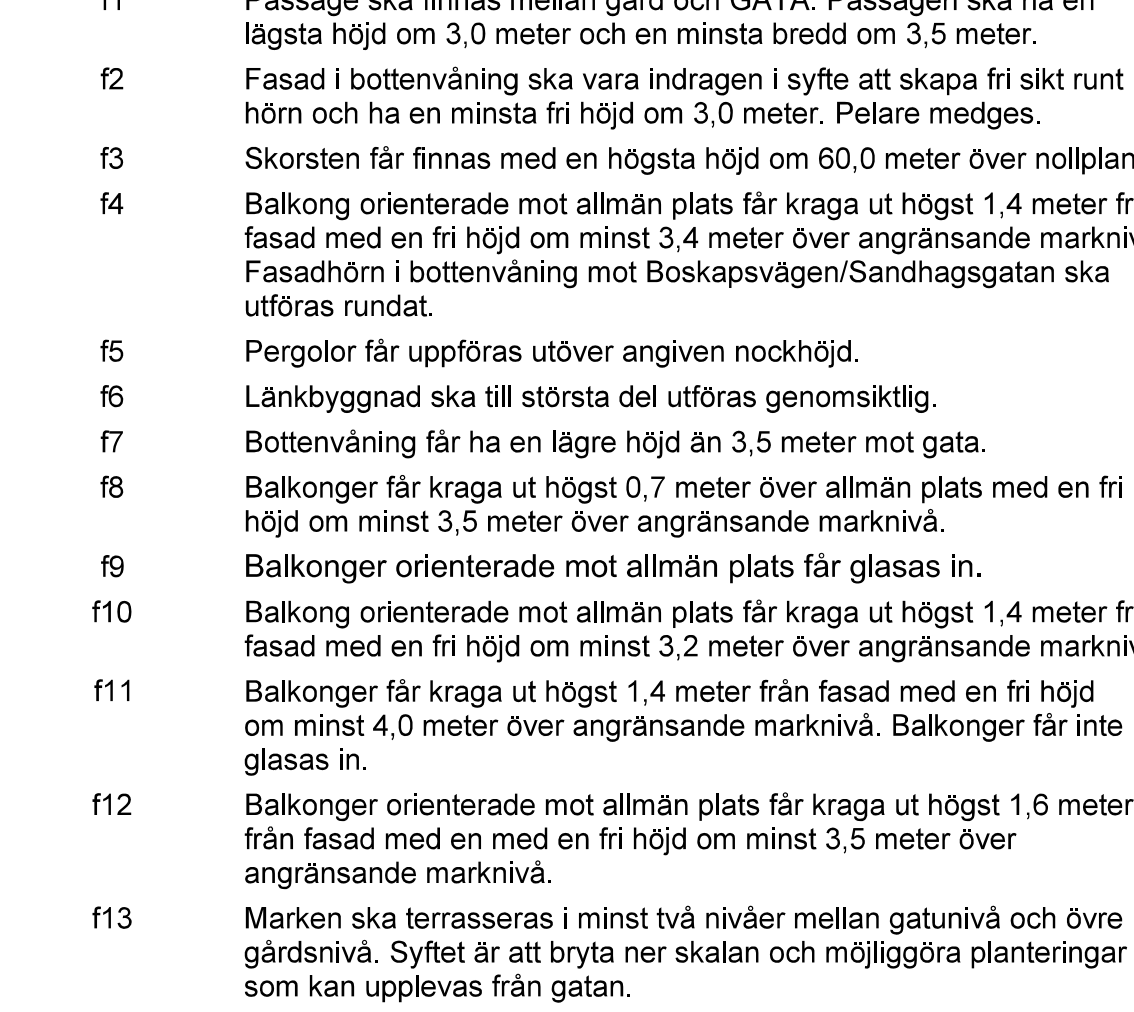 f1 Passage ska finnas mellan gård och GATA. Passagen ska ha en
lägsta höjd om 3,0 meter och en minsta bredd om 3,5 meter.
f2 Fasad i bottenvåning ska vara indragen i syfte att skapa fri sikt runt
hörn och ha en minsta fri höjd om 3,0 meter. Pelare medges.
f3 Skorsten får finnas med en högsta höjd om 60,0 meter över nollplan
f4 Balkong orienterade mot allmän plats får kraga ut högst 1,4 meter fr
fasad med en fri höjd om minst 3,4 meter över angränsande markniv
Fasadhörn i bottenvåning mot Boskapsvägen/Sandhagsgatan ska
utföras rundat.
f5 Pergolor får uppföras utöver angiven nockhöjd.
f6 Länkbyggnad ska till största del utföras genomsiktlig.
f7 Bottenvåning får ha en lägre höjd än 3,5 meter mot gata.
f8 Balkonger får kraga ut högst 0,7 meter över allmän plats med en fri
höjd om minst 3,5 meter över angränsande marknivå.
f9 Balkonger orienterade mot allmän plats får glasas in.
f10 Balkong orienterade mot allmän plats får kraga ut högst 1,4 meter fr
fasad med en fri höjd om minst 3,2 meter över angränsande markniv
f11 Balkonger får kraga ut högst 1,4 meter från fasad med en fri höjd
om minst 4,0 meter över angränsande marknivå. Balkonger får inte
glasas in.
f12 Balkonger orienterade mot allmän plats får kraga ut högst 1,6 meter
från fasad med en med en fri höjd om minst 3,5 meter över
angränsande marknivå.
f13 Marken ska terrasseras i minst två nivåer mellan gatunivå och övre
gårdsnivå. Syftet är att bryta ner skalan och möjliggöra planteringar
som kan upplevas från gatan.